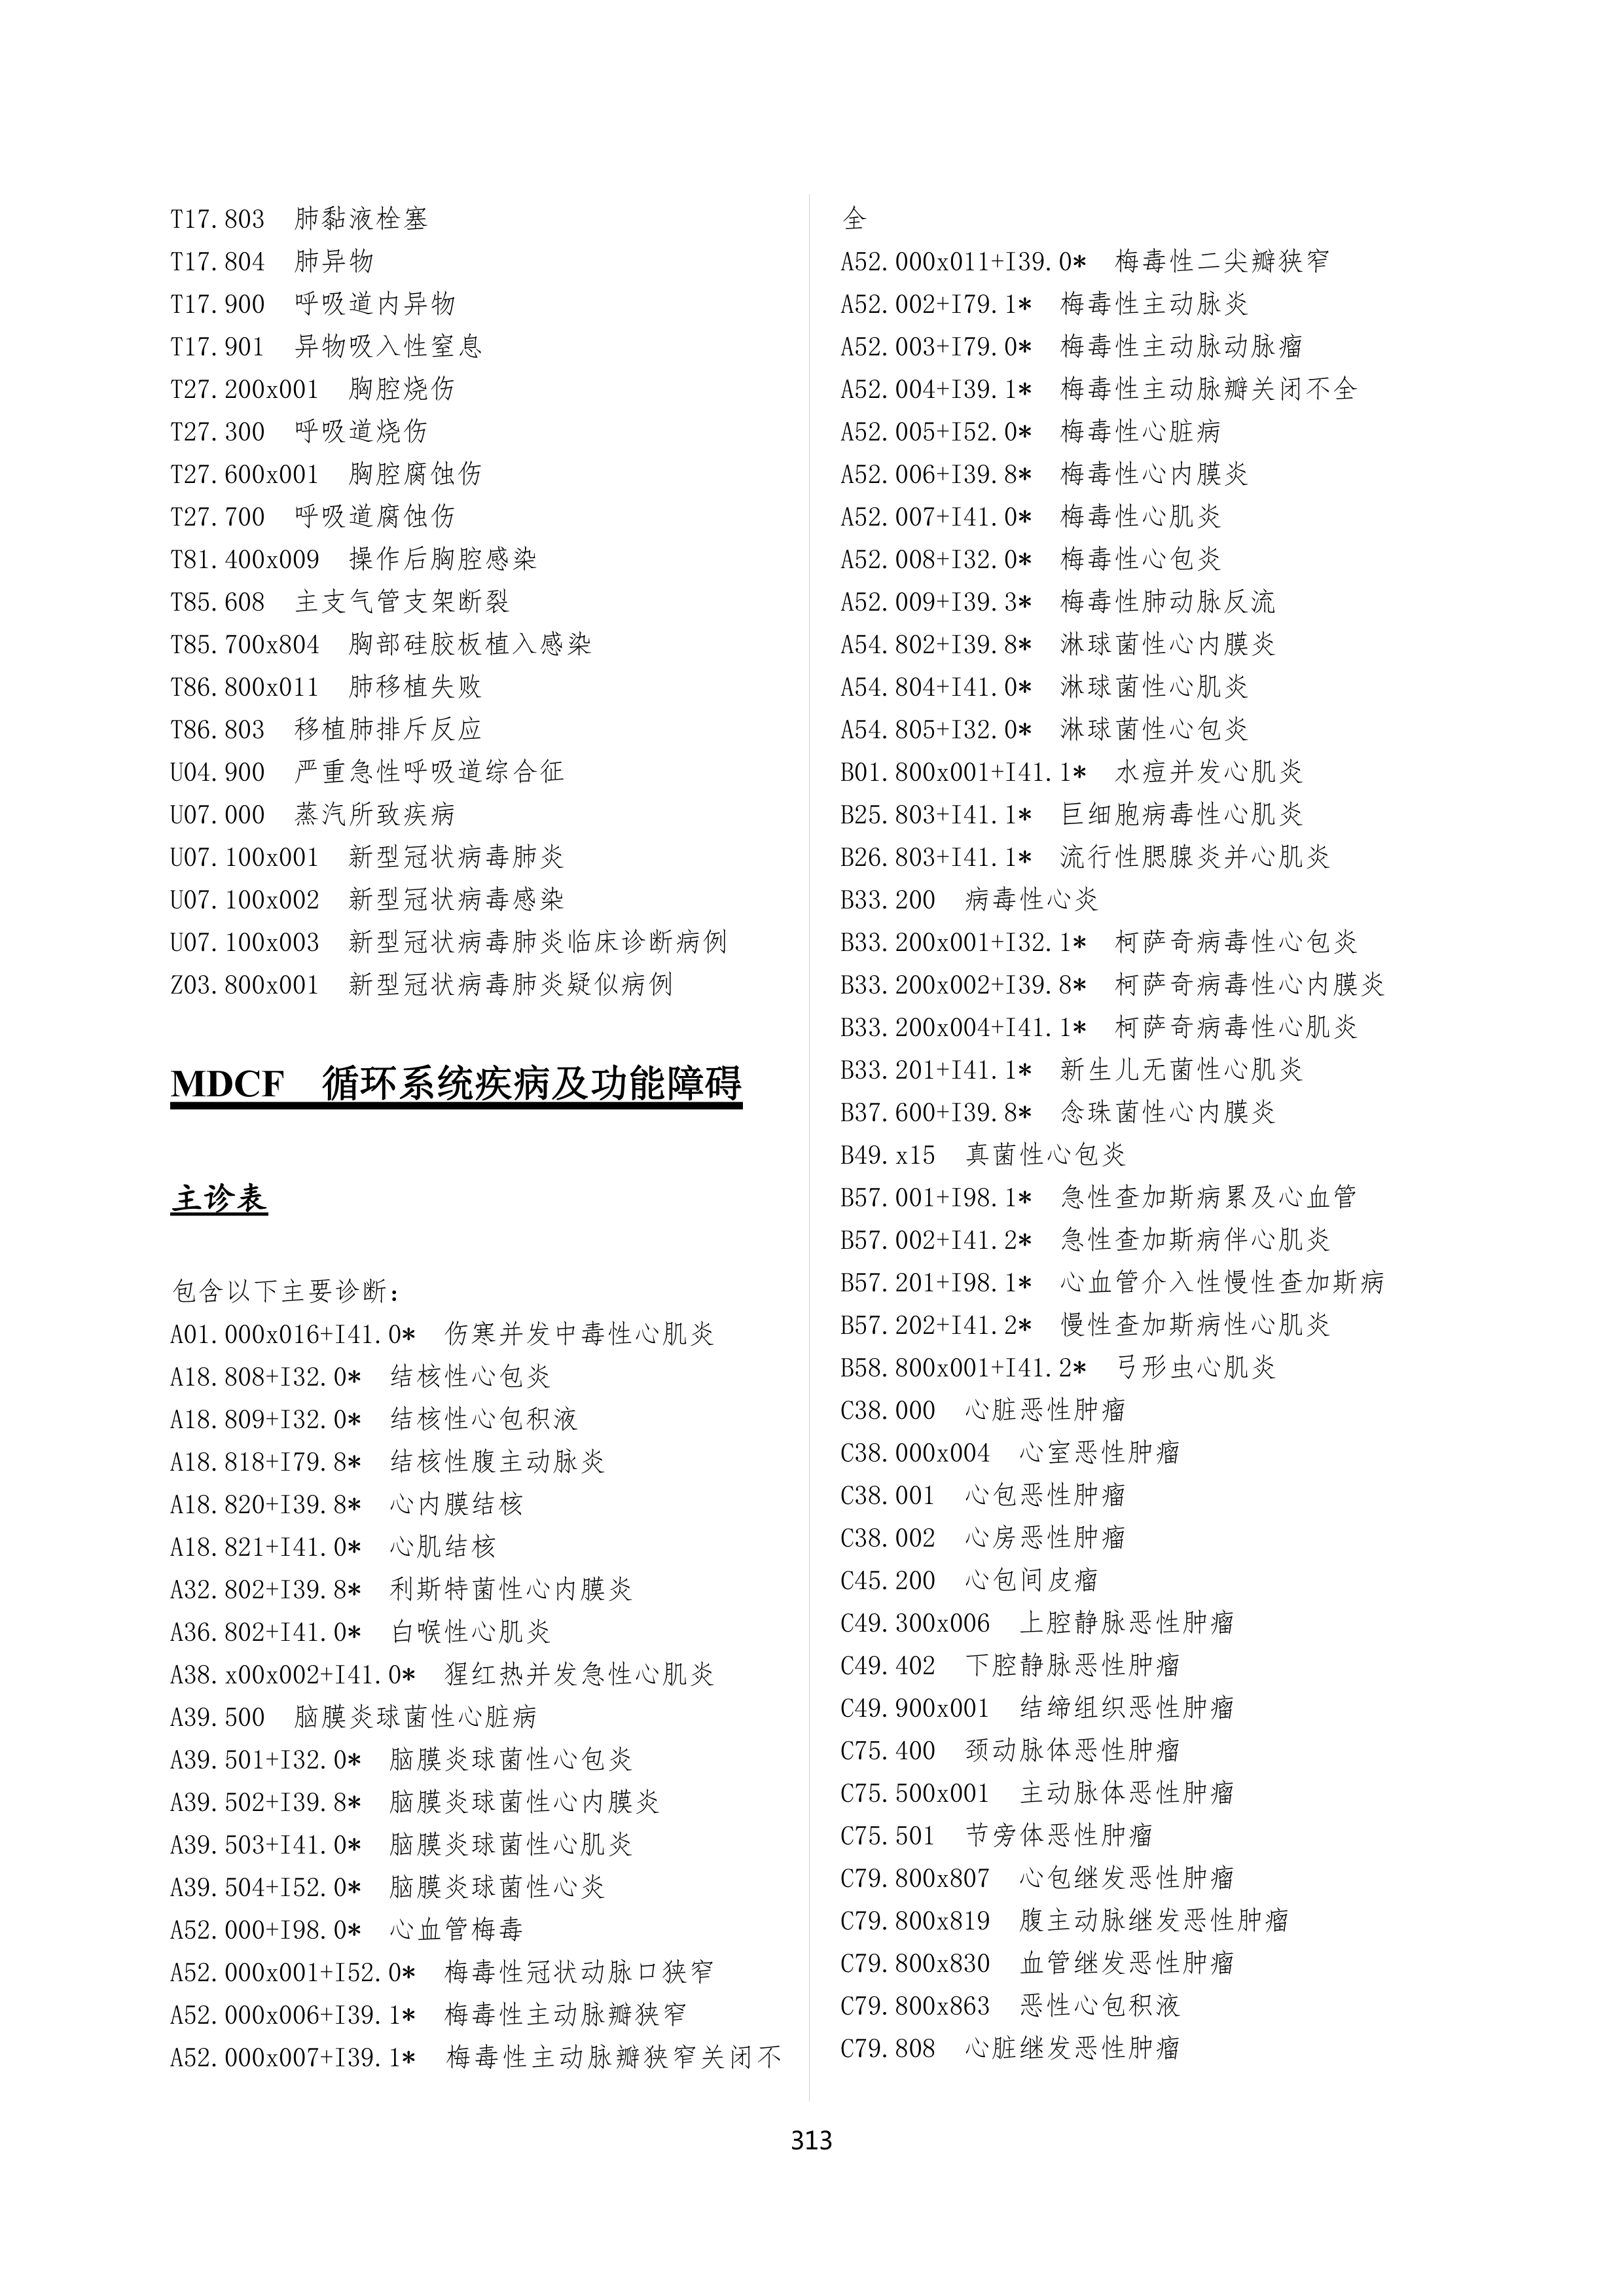 T17.803　肺黏液栓塞
T17.804　肺异物
T17.900　呼吸道内异物
T17.901　异物吸入性窒息
T27.200x001　胸腔烧伤
T27.300　呼吸道烧伤
T27.600x001　胸腔腐蚀伤
T27.700　呼吸道腐蚀伤
T81.400x009　操作后胸腔感染
T85.608　主支气管支架断裂
T85.700x804　胸部硅胶板植入感染
T86.800x011　肺移植失败
T86.803　移植肺排斥反应
U04.900　严重急性呼吸道综合征
U07.000　蒸汽所致疾病
U07.100x001　新型冠状病毒肺炎
U07.100x002　新型冠状病毒感染
U07.100x003　新型冠状病毒肺炎临床诊断病例
Z03.800x001　新型冠状病毒肺炎疑似病例
MDCF　循环系统疾病及功能障碍
主诊表
包含以下主要诊断：
A01.000x016+I41.0*　伤寒并发中毒性心肌炎
A18.808+I32.0*　结核性心包炎
A18.809+I32.0*　结核性心包积液
A18.818+I79.8*　结核性腹主动脉炎
A18.820+I39.8*　心内膜结核
A18.821+I41.0*　心肌结核
A32.802+I39.8*　利斯特菌性心内膜炎
A36.802+I41.0*　白喉性心肌炎
A38.x00x002+I41.0*　猩红热并发急性心肌炎
A39.500　脑膜炎球菌性心脏病
A39.501+I32.0*　脑膜炎球菌性心包炎
A39.502+I39.8*　脑膜炎球菌性心内膜炎
A39.503+I41.0*　脑膜炎球菌性心肌炎
A39.504+I52.0*　脑膜炎球菌性心炎
A52.000+I98.0*　心血管梅毒
A52.000x001+I52.0*　梅毒性冠状动脉口狭窄
A52.000x006+I39.1*　梅毒性主动脉瓣狭窄
A52.000x007+I39.1*　梅毒性主动脉瓣狭窄关闭不
全
A52.000x011+I39.0*　梅毒性二尖瓣狭窄
A52.002+I79.1*　梅毒性主动脉炎
A52.003+I79.0*　梅毒性主动脉动脉瘤
A52.004+I39.1*　梅毒性主动脉瓣关闭不全
A52.005+I52.0*　梅毒性心脏病
A52.006+I39.8*　梅毒性心内膜炎
A52.007+I41.0*　梅毒性心肌炎
A52.008+I32.0*　梅毒性心包炎
A52.009+I39.3*　梅毒性肺动脉反流
A54.802+I39.8*　淋球菌性心内膜炎
A54.804+I41.0*　淋球菌性心肌炎
A54.805+I32.0*　淋球菌性心包炎
B01.800x001+I41.1*　水痘并发心肌炎
B25.803+I41.1*　巨细胞病毒性心肌炎
B26.803+I41.1*　流行性腮腺炎并心肌炎
B33.200　病毒性心炎
B33.200x001+I32.1*　柯萨奇病毒性心包炎
B33.200x002+I39.8*　柯萨奇病毒性心内膜炎
B33.200x004+I41.1*　柯萨奇病毒性心肌炎
B33.201+I41.1*　新生儿无菌性心肌炎
B37.600+I39.8*　念珠菌性心内膜炎
B49.x15　真菌性心包炎
B57.001+I98.1*　急性查加斯病累及心血管
B57.002+I41.2*　急性查加斯病伴心肌炎
B57.201+I98.1*　心血管介入性慢性查加斯病
B57.202+I41.2*　慢性查加斯病性心肌炎
B58.800x001+I41.2*　弓形虫心肌炎
C38.000　心脏恶性肿瘤
C38.000x004　心室恶性肿瘤
C38.001　心包恶性肿瘤
C38.002　心房恶性肿瘤
C45.200　心包间皮瘤
C49.300x006　上腔静脉恶性肿瘤
C49.402　下腔静脉恶性肿瘤
C49.900x001　结缔组织恶性肿瘤
C75.400　颈动脉体恶性肿瘤
C75.500x001　主动脉体恶性肿瘤
C75.501　节旁体恶性肿瘤
C79.800x807　心包继发恶性肿瘤
C79.800x819　腹主动脉继发恶性肿瘤
C79.800x830　血管继发恶性肿瘤
C79.800x863　恶性心包积液
C79.808　心脏继发恶性肿瘤
313